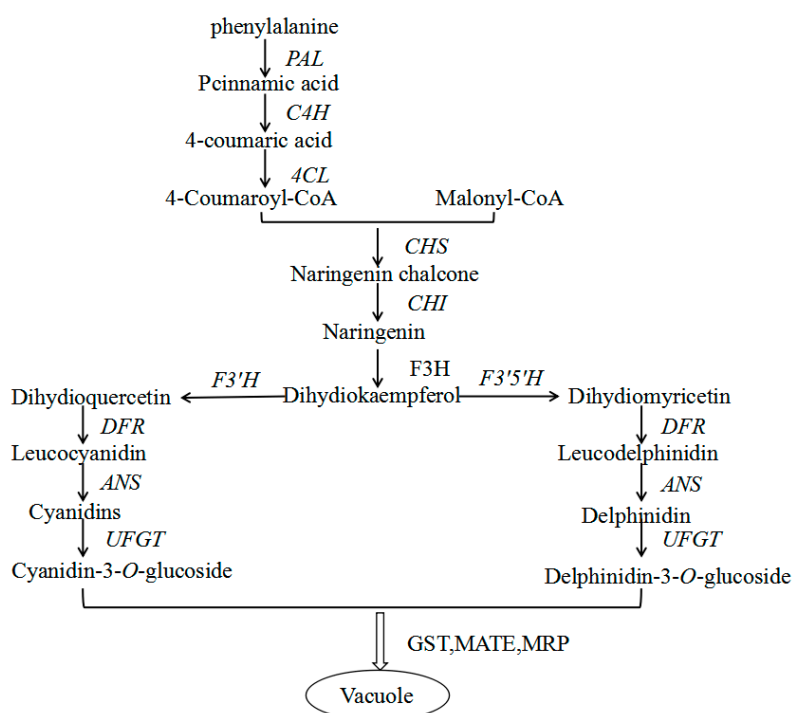 phenylalanine
PAL
Pcinnamic acid
C4H
4-coumaric acid
4CL
4-Coumaroyl-CoA
Malonyl-CoA
CHS
Naringenin chalcone
CHI
Naringenin
F3H
F3'H
F3'5'H
Dihydioquercetin
Dihydiokaempferol
Dihydiomyricetin
DFR
DFR
Leucocyanidin
Leucodelphinidin
ANS
ANS
Cyanidins
Delphinidin
UFGT
UFGT
Cyanidin-3-O-glucoside
Delphinidin-3-O-glucoside
GST,MATE,MRP
Vacuole